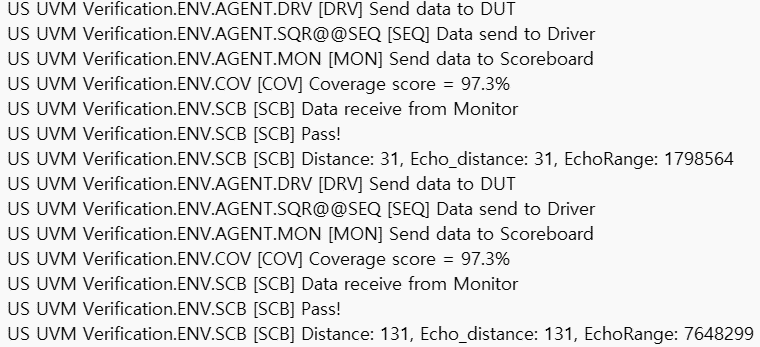 US UVM Verification.ENV.AGENT.DRV [DRV] Send data to DUT
US UVM Verification.ENV.AGENT.SQR@@SEQ [SEQ] Data send to Driver
US UVM Verification.ENV.AGENT.MON [MON] Send data to Scoreboard
US UVM Verification.ENV.COV [COV] Coverage score = 97.3%
US UVM Verification.ENV.SCB [SCB] Data receive from Monitor
US UVM Verification.ENV.SCB [SCB] Pass!
US UVM Verification.ENV.SCB [SCB] Distance: 31, Echo_distance: 31, EchoRange: 1798564
US UVM Verification.ENV.AGENT.DRV [DRV] Send data to DUT
US UVM Verification.ENV.AGENT.SQR@@SEQ [SEQ] Data send to Driver
US UVM Verification.ENV.AGENT.MON [MON] Send data to Scoreboard
US UVM Verification.ENV.COV [COV] Coverage score = 97.3%
US UVM Verification.ENV.SCB [SCB] Data receive from Monitor
US UVM Verification.ENV.SCB [SCB] Pass!
US UVM Verification.ENV.SCB [SCB] Distance: 131, Echo_distance: 131, EchoRange: 7648299